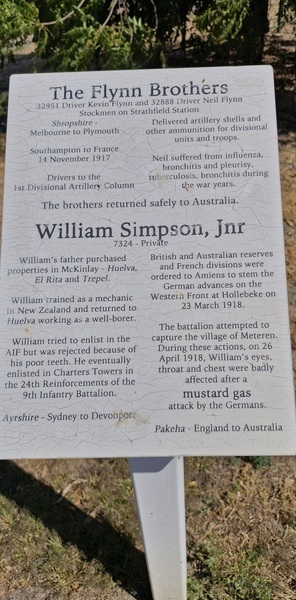 The Flynn Brothers
32951 Driver Kevin Flynn and 32888 Driver Neil Flynn
Stockmen on Strathfield Station
Shropshire -
Melbourne to Plymouth
Southampton to France
14 November 1917
Drivers to the
1st Divisional Artillery Column
Delivered artillery shells and
other ammunition for divisional
units and troops.
Neil suffered from influenza,
bronchitis and pleurisy,
tuberculosis, bronchitis during
the war years.
The brothers returned safely to Australia.
William Simpson, Jnr
7324 - Private
William's father purchased
properties in McKinlay - Huelva,
El Rita and Trepel.
William trained as a mechanic
in New Zealand and returned to
Huelva working as a well-borer.
William tried to enlist in the
AIF but was rejected because of
his poor teeth. He eventually
enlisted in Charters Towers in
the 24th Reinforcements of the
9th Infantry Battalion.
Ayrshire - Sydney to Devonport
British and Australian reserves
and French divisions were
ordered to Amiens to stem the
German advances on the
Western Front at Hollebeke on
23 March 1918.
The battalion attempted to
capture the village of Meteren.
During these actions, on 26
April 1918, William's eyes,
throat and chest were badly
affected after a
mustard gas
attack by the Germans.
Pakeha - England to Australia